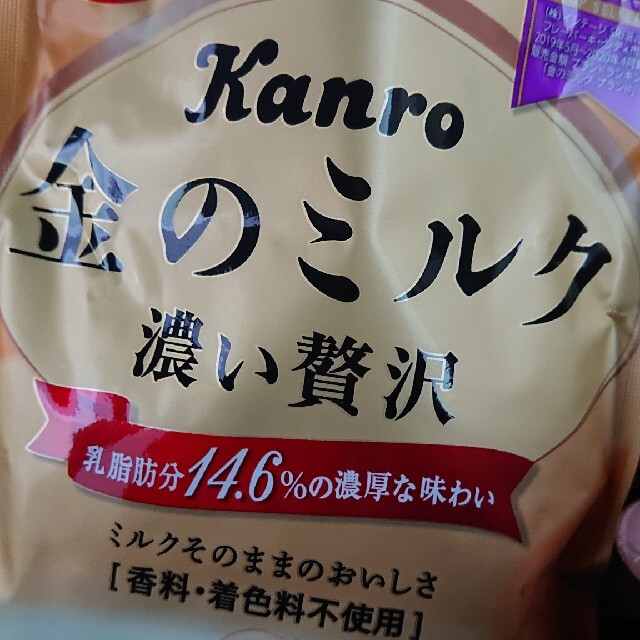 Kanro
金のミルク
濃い贅沢
乳脂肪分14.6%の濃厚な味わい
ミルクそのままのおいしさ
[香料・着色料不使用]